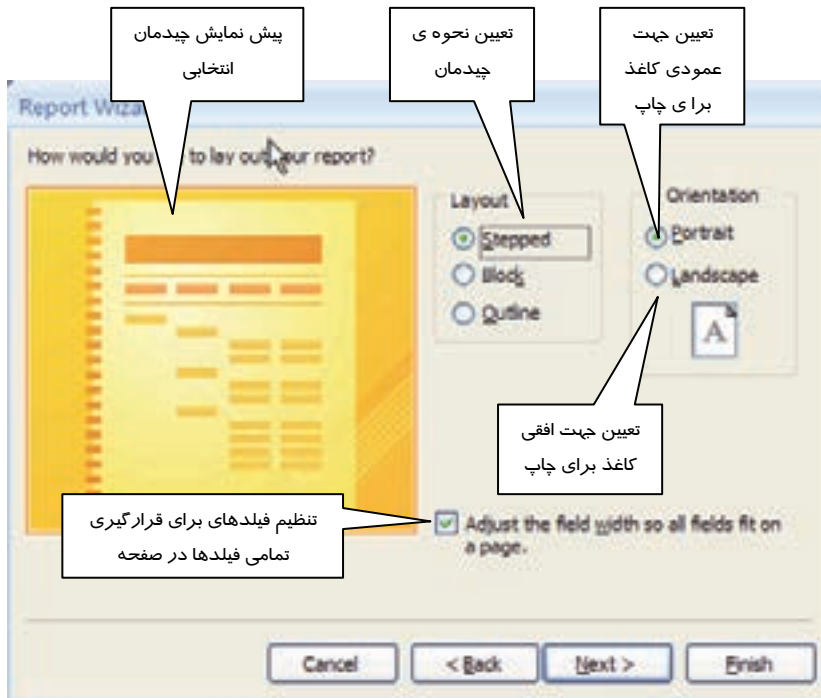 پیش نمایش چیدمان
انتخابی
تعیین نحوه ی
چیدمان
تعیین جهت
عمودی کاغذ
برا ی چاپ
Report Wiza
How would you to lay out your report?
Layout
Stepped
Block
Outline
Orientation
Portrait
Landscape
A
تعیین جهت افقی
کاغذ برای چاپ
تنظیم فیلدهای برای قرارگیری
تمامی فیلدها در صفحه
Adjust the field width so all fields fit on
a page.
Cancel
< Back
Next >
Finish